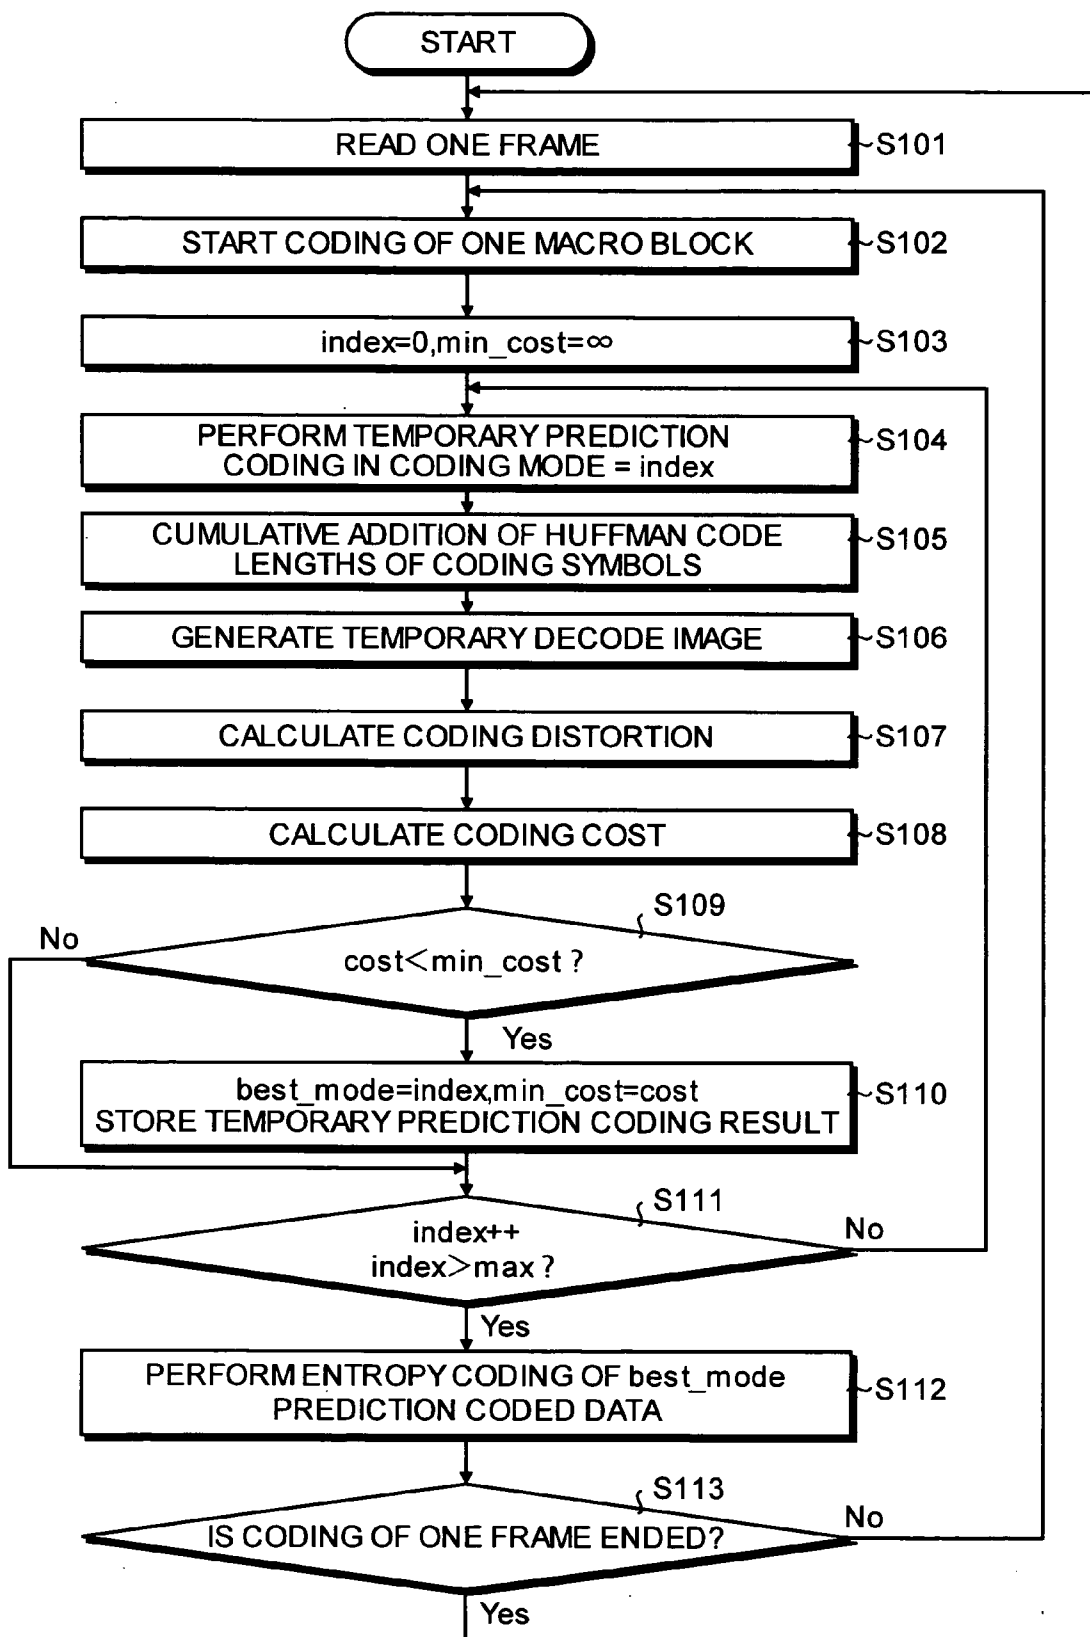 START
READ ONE FRAME
S101
START CODING OF ONE MACRO BLOCK
S102
index=0,min_cost=∞
S103
PERFORM TEMPORARY PREDICTION
CODING IN CODING MODE = index
S104
CUMULATIVE ADDITION OF HUFFMAN CODE
LENGTHS OF CODING SYMBOLS
S105
GENERATE TEMPORARY DECODE IMAGE
S106
CALCULATE CODING DISTORTION
S107
CALCULATE CODING COST
S108
S109
No
cost<min_cost ?
Yes
best_mode=index,min_cost=cost
STORE TEMPORARY PREDICTION CODING RESULT
S110
S111
No
index++
index>max ?
Yes
PERFORM ENTROPY CODING OF best_mode
PREDICTION CODED DATA
S112
S113
No
IS CODING OF ONE FRAME ENDED?
Yes